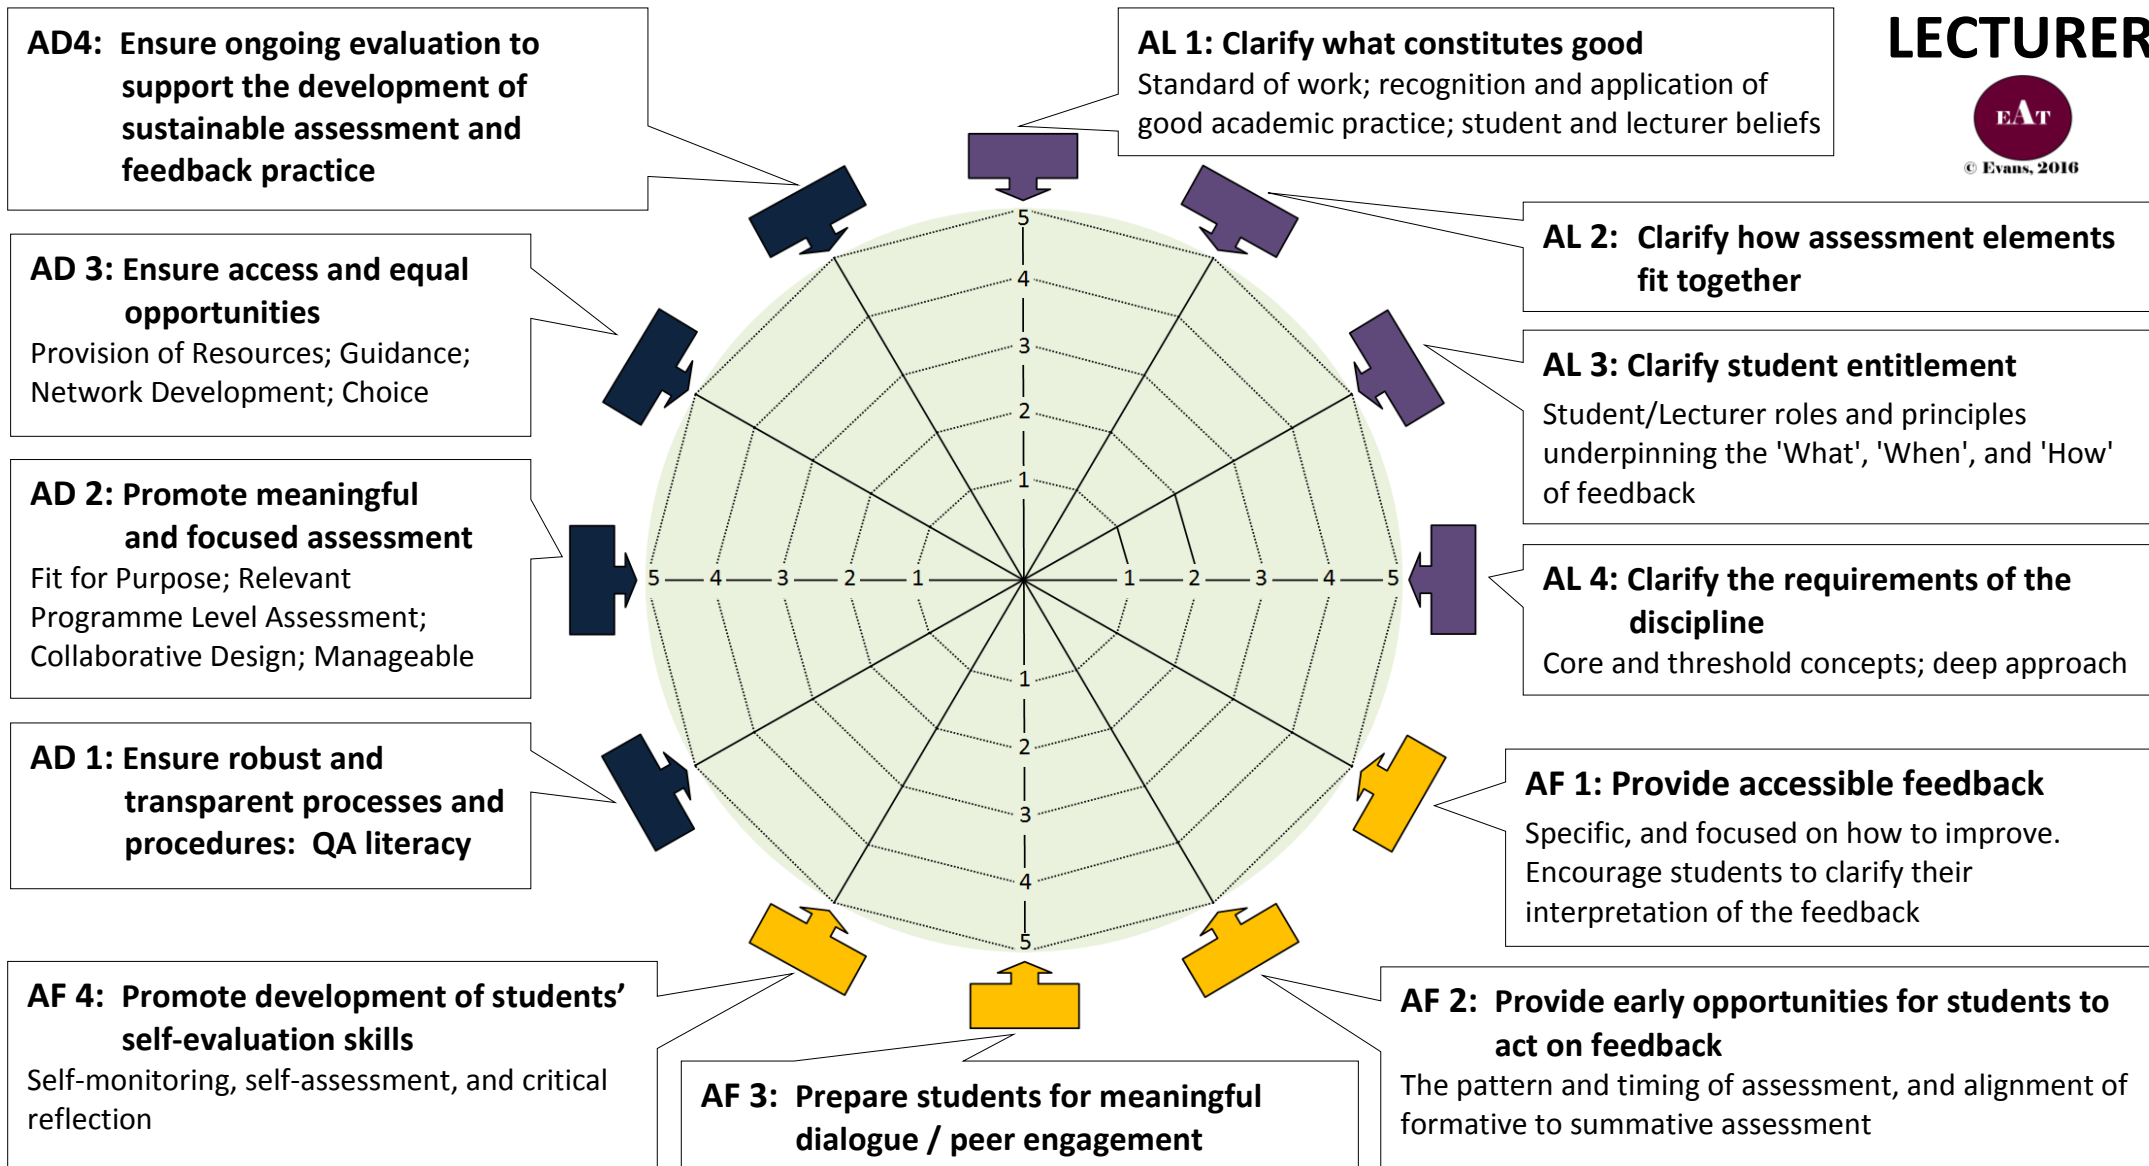 LECTURER
EAT
© Evans, 2016
AD4: Ensure ongoing evaluation to
support the development of
sustainable assessment and
feedback practice
AL 1: Clarify what constitutes good
Standard of work; recognition and application of
good academic practice; student and lecturer beliefs
AL 2: Clarify how assessment elements
fit together
AL 3: Clarify student entitlement
Student/Lecturer roles and principles
underpinning the 'What', 'When', and 'How'
of feedback
AL 4: Clarify the requirements of the
discipline
Core and threshold concepts; deep approach
AF 1: Provide accessible feedback
Specific, and focused on how to improve.
Encourage students to clarify their
interpretation of the feedback
AF 2: Provide early opportunities for students to
act on feedback
The pattern and timing of assessment, and alignment of
formative to summative assessment
AF 3: Prepare students for meaningful
dialogue / peer engagement
AF 4: Promote development of students’
self-evaluation skills
Self-monitoring, self-assessment, and critical
reflection
AD 1: Ensure robust and
transparent processes and
procedures: QA literacy
AD 2: Promote meaningful
and focused assessment
Fit for Purpose; Relevant
Programme Level Assessment;
Collaborative Design; Manageable
AD 3: Ensure access and equal
opportunities
Provision of Resources; Guidance;
Network Development; Choice
5
4
3
2
1
5 4 3 2 1 1 2 3 4 5
1
2
3
4
5